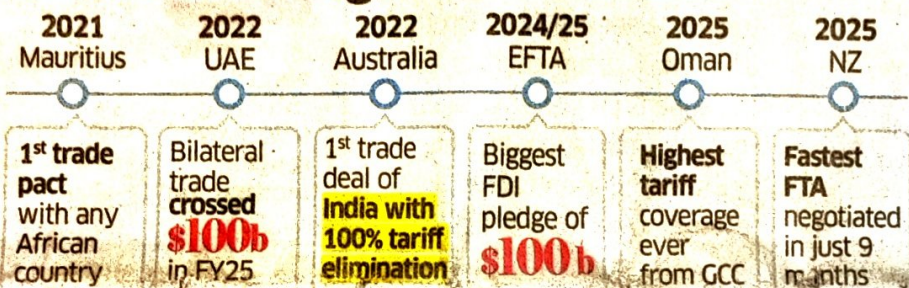 2021
Mauritius
2022
UAE
2022
Australia
2024/25
EFTA
2025
Oman
2025
NZ
1st trade
pact
with any
African
country
Bilateral
trade
crossed
$100b
in FY25
1st trade
deal of
India with
100% tariff
elimination
Biggest
FDI
pledge of
$100b
Highest
tariff
coverage
ever
from GCC
Fastest
FTA
negotiated
in just 9
months